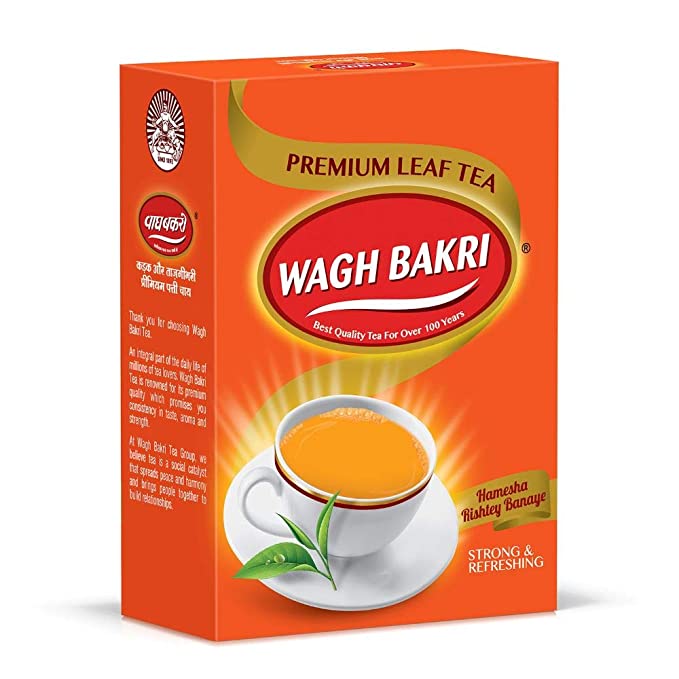 PREMIUM LEAF TEA
WAGH BAKRI
®
Best Quality Tea For Over 100 Years
Hamesha
Rishtey Banaye
STRONG &
REFRESHING
वाघ बकरी
®
कड़क और ताज़गीभरी
प्रीमियम पत्ती चाय
Thank you for choosing Wagh
Bakri Tea.
An integral part of the daily life of
millions of tea lovers, Wagh Bakri
Tea is renowned for its premium
quality which promises you
consistency in taste, aroma and
strength.
At Wagh Bakri Tea Group, we
believe tea is a social catalyst
that spreads peace and harmony
and brings people together to
build relationships.